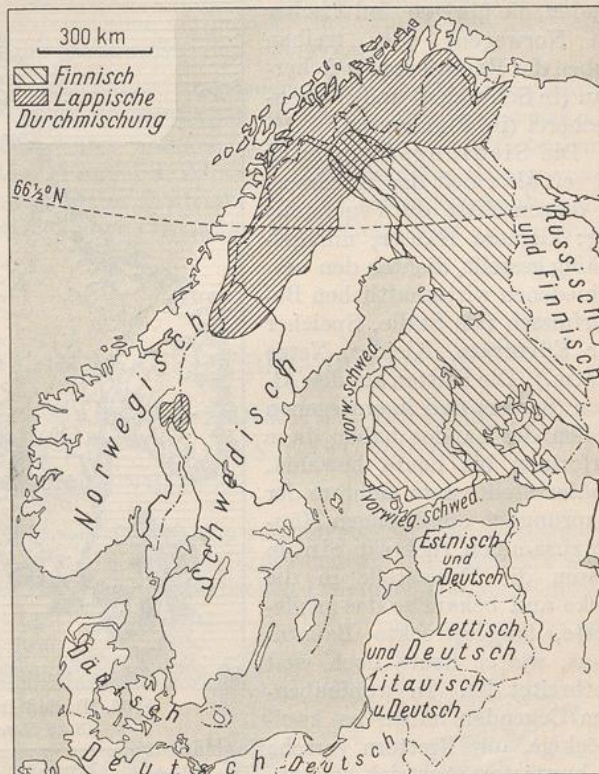 300 km
Finnisch
Lappische
Durchmischung
66½° N
Russisch
und Finnisch
Norwegisch
Schwedisch
vorw. schwed.
vorwieg. schwed.
Estnisch
und
Deutsch
Lettisch
und Deutsch
Litauisch
u. Deutsch
Dänisch
Deutsch
Deutsch